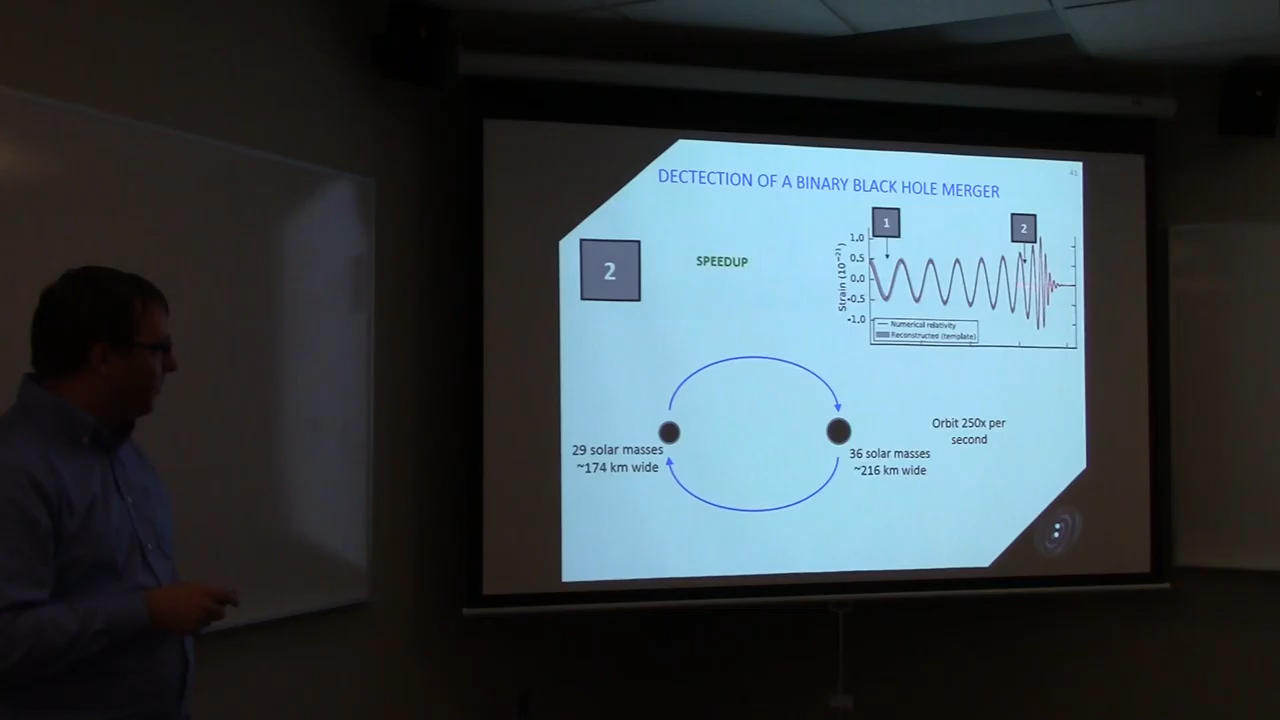 41
DECTECTION OF A BINARY BLACK HOLE MERGER
2
SPEEDUP
1
2
Strain (10⁻²¹)
1.0
0.5
0.0
-0.5
-1.0
Numerical relativity
Reconstructed (template)
29 solar masses
~174 km wide
36 solar masses
~216 km wide
Orbit 250x per
second